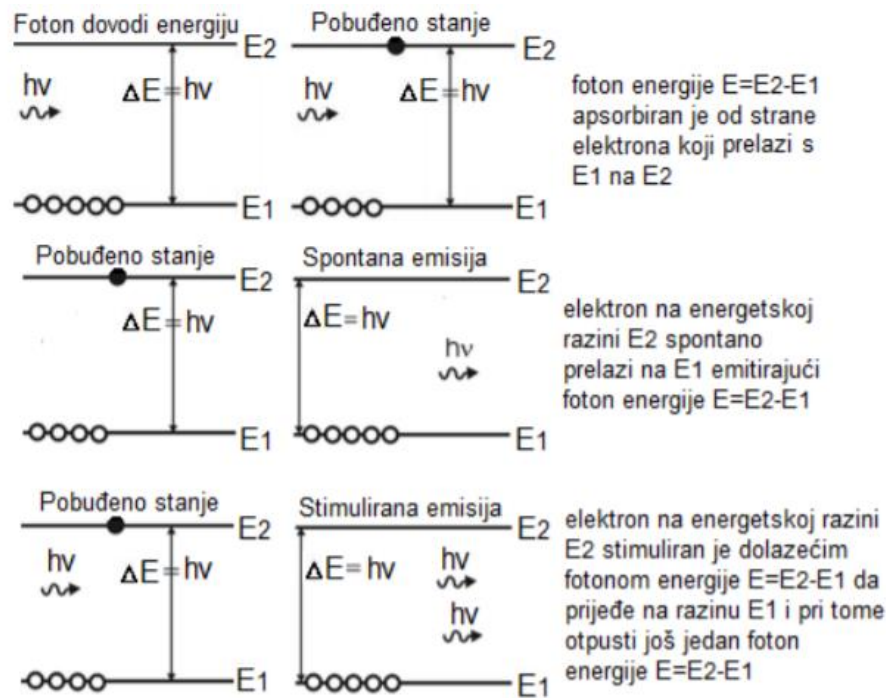 Foton dovodi energiju
E2
hν
ΔE=hν
E1
Pobuđeno stanje
E2
hν
ΔE=hν
E1
foton energije E=E2-E1
apsorbiran je od strane
elektrona koji prelazi s
E1 na E2
Pobuđeno stanje
E2
ΔE=hν
E1
Spontana emisija
E2
ΔE=hν
hν
E1
elektron na energetskoj
razini E2 spontano
prelazi na E1 emitirajući
foton energije E=E2-E1
Pobuđeno stanje
E2
hν
ΔE=hν
E1
Stimulirana emisija
E2
ΔE=hν
hν
hν
E1
elektron na energetskoj razini
E2 stimuliran je dolazećim
fotonom energije E=E2-E1 da
prijeđe na razinu E1 i pri tome
otpusti još jedan foton
energije E=E2-E1